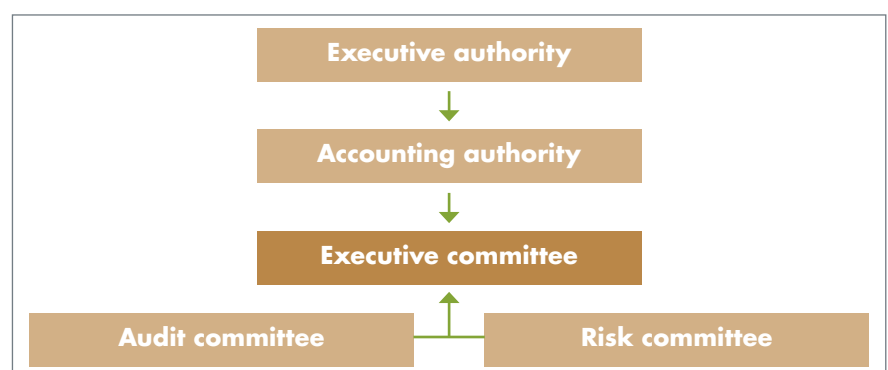 Executive authority
Accounting authority
Executive committee
Audit committee
Risk committee